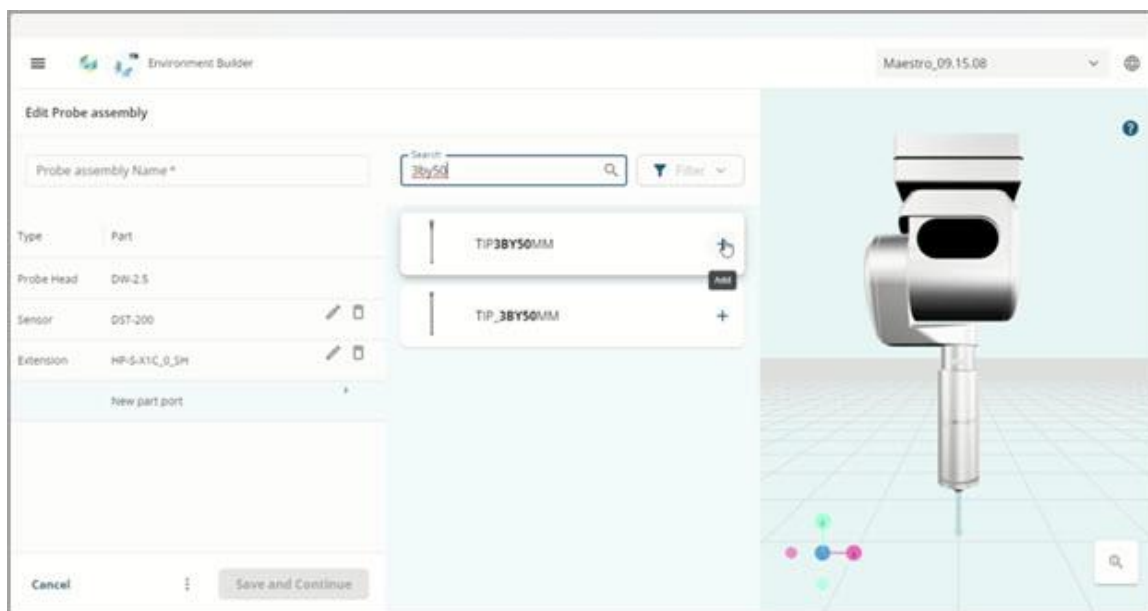 Environment Builder
Maestro_09.15.08
Edit Probe assembly
Probe assembly Name *
Search
3by50
Filter
Type Part
Probe Head DW-2.5
Sensor DST-200
Extension HP-S-X1C_0_SH
New part port
TIP3BY50MM
Add
TIP_3BY50MM
Cancel
Save and Continue